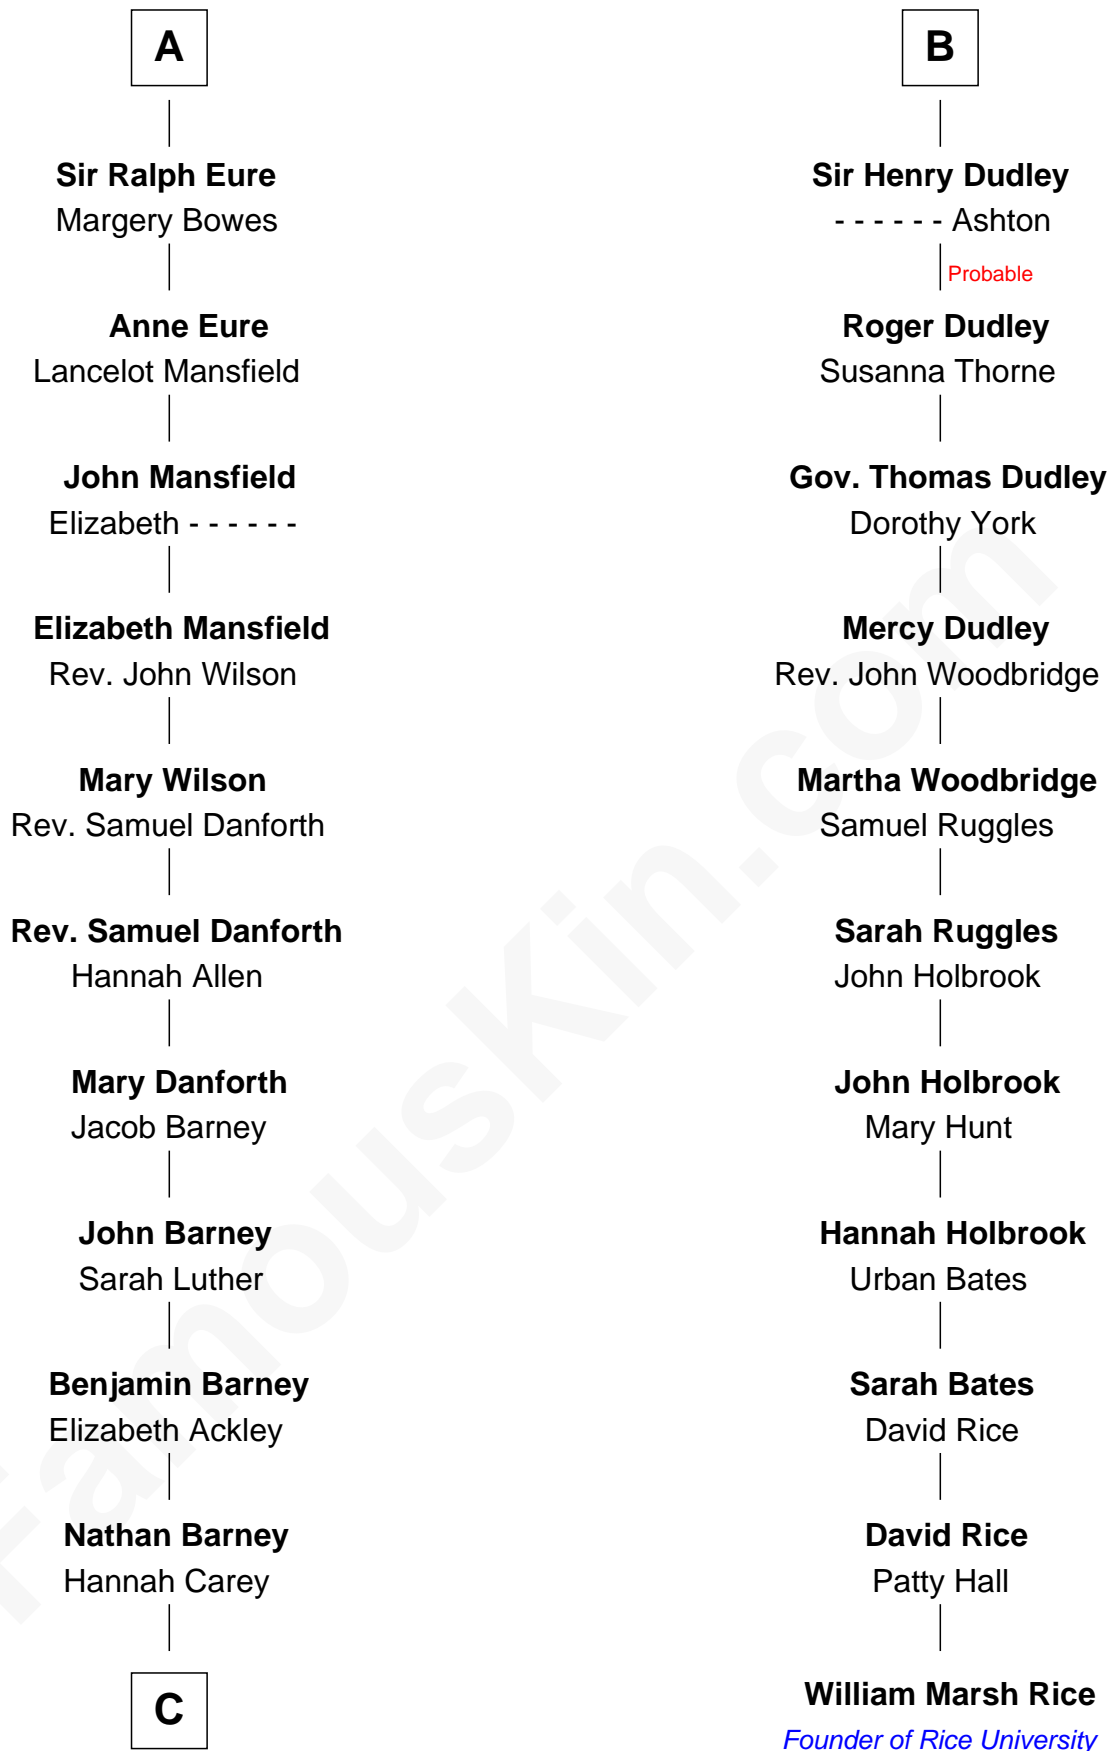 A
Sir Ralph Eure
Margery Bowes
Anne Eure
Lancelot Mansfield
John Mansfield
Elizabeth - - - - - -
Elizabeth Mansfield
Rev. John Wilson
Mary Wilson
Rev. Samuel Danforth
Rev. Samuel Danforth
Hannah Allen
Mary Danforth
Jacob Barney
John Barney
Sarah Luther
Benjamin Barney
Elizabeth Ackley
Nathan Barney
Hannah Carey
C
B
Sir Henry Dudley
- - - - - - Ashton
Probable
Roger Dudley
Susanna Thorne
Gov. Thomas Dudley
Dorothy York
Mercy Dudley
Rev. John Woodbridge
Martha Woodbridge
Samuel Ruggles
Sarah Ruggles
John Holbrook
John Holbrook
Mary Hunt
Hannah Holbrook
Urban Bates
Sarah Bates
David Rice
David Rice
Patty Hall
William Marsh Rice
Founder of Rice University
FamousKin.com